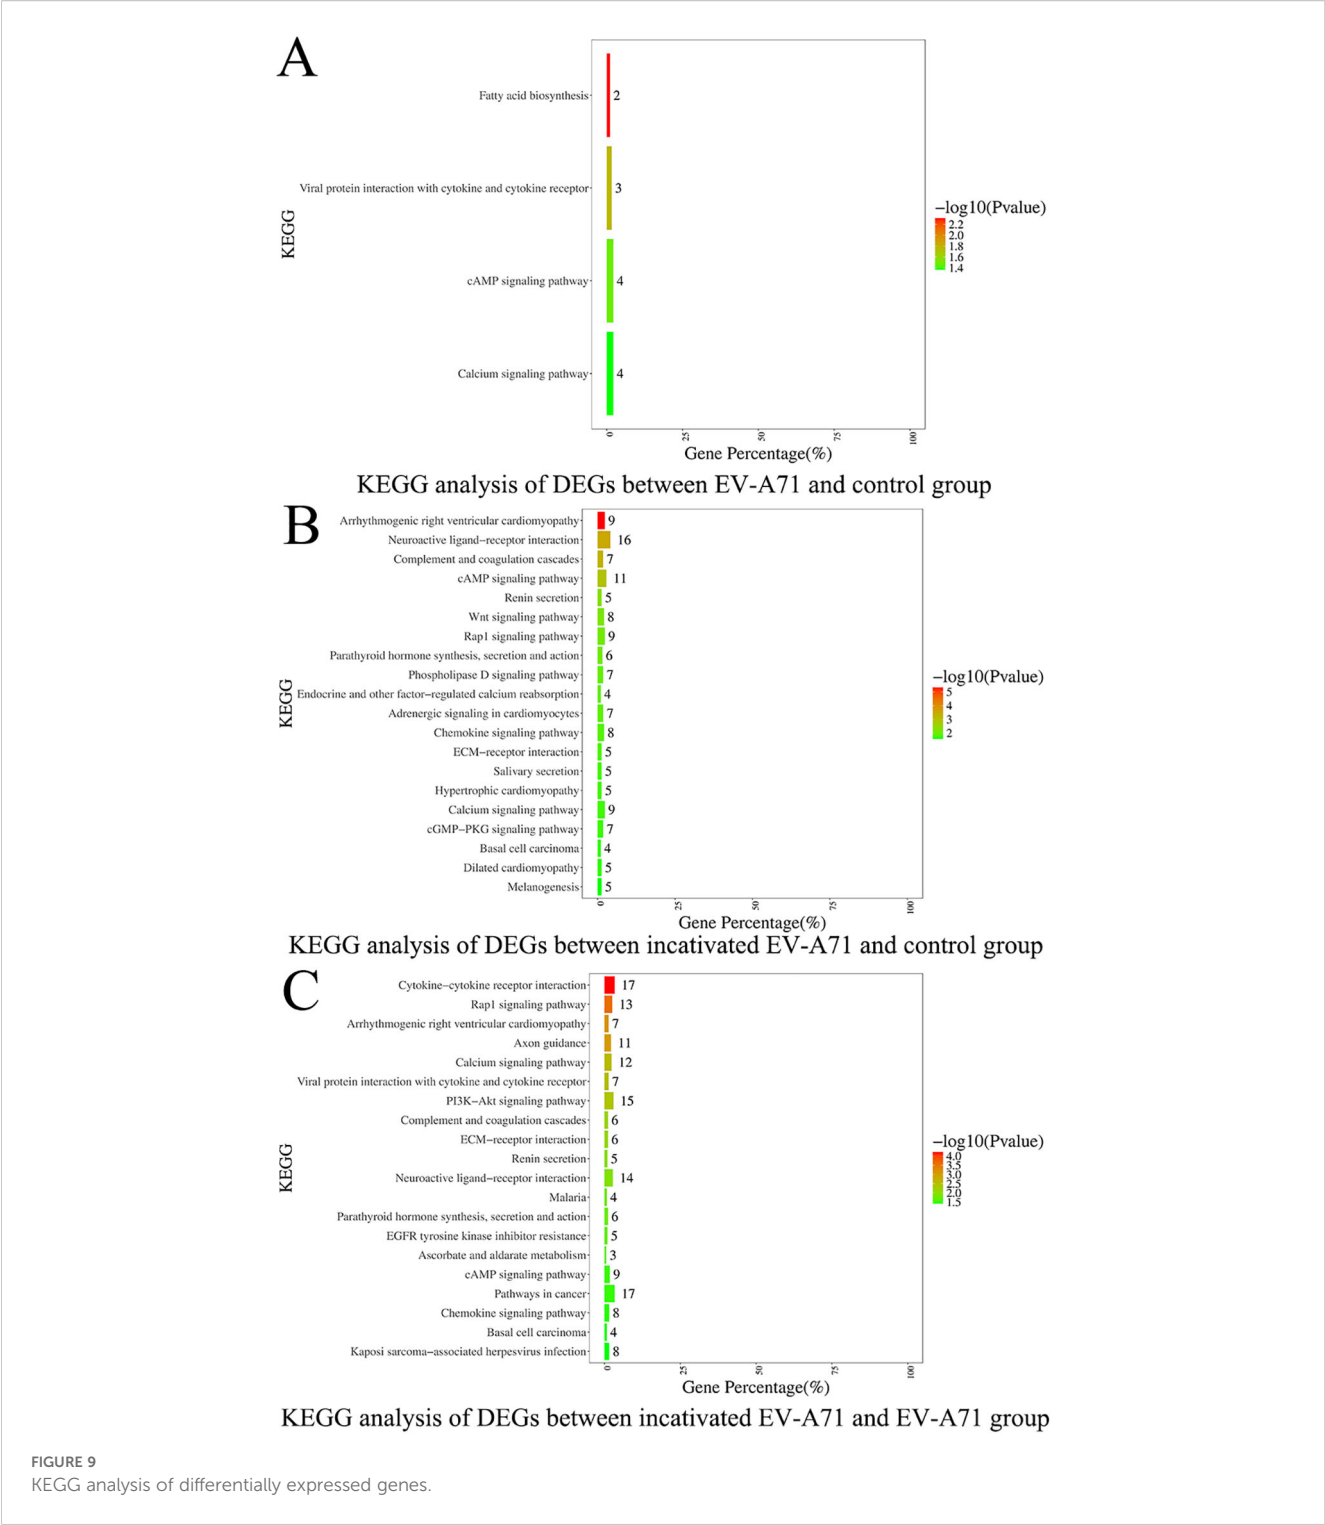 A
Fatty acid biosynthesis 2
Viral protein interaction with cytokine and cytokine receptor 3
cAMP signaling pathway 4
Calcium signaling pathway 4
KEGG
0 25 50 75 100
Gene Percentage(%)
−log10(Pvalue)
2.2
2.0
1.8
1.6
1.4
KEGG analysis of DEGs between EV-A71 and control group
B
Arrhythmogenic right ventricular cardiomyopathy 9
Neuroactive ligand−receptor interaction 16
Complement and coagulation cascades 7
cAMP signaling pathway 11
Renin secretion 5
Wnt signaling pathway 8
Rap1 signaling pathway 9
Parathyroid hormone synthesis, secretion and action 6
Phospholipase D signaling pathway 7
Endocrine and other factor−regulated calcium reabsorption 4
Adrenergic signaling in cardiomyocytes 7
Chemokine signaling pathway 8
ECM−receptor interaction 5
Salivary secretion 5
Hypertrophic cardiomyopathy 5
Calcium signaling pathway 9
cGMP−PKG signaling pathway 7
Basal cell carcinoma 4
Dilated cardiomyopathy 5
Melanogenesis 5
KEGG
0 25 50 75 100
Gene Percentage(%)
−log10(Pvalue)
5
4
3
2
KEGG analysis of DEGs between incativated EV-A71 and control group
C
Cytokine−cytokine receptor interaction 17
Rap1 signaling pathway 13
Arrhythmogenic right ventricular cardiomyopathy 7
Axon guidance 11
Calcium signaling pathway 12
Viral protein interaction with cytokine and cytokine receptor 7
PI3K−Akt signaling pathway 15
Complement and coagulation cascades 6
ECM−receptor interaction 6
Renin secretion 5
Neuroactive ligand−receptor interaction 14
Malaria 4
Parathyroid hormone synthesis, secretion and action 6
EGFR tyrosine kinase inhibitor resistance 5
Ascorbate and aldarate metabolism 3
cAMP signaling pathway 9
Pathways in cancer 17
Chemokine signaling pathway 8
Basal cell carcinoma 4
Kaposi sarcoma−associated herpesvirus infection 8
KEGG
0 25 50 75 100
Gene Percentage(%)
−log10(Pvalue)
4.0
3.5
3.0
2.5
2.0
1.5
KEGG analysis of DEGs between incativated EV-A71 and EV-A71 group
FIGURE 9
KEGG analysis of differentially expressed genes.